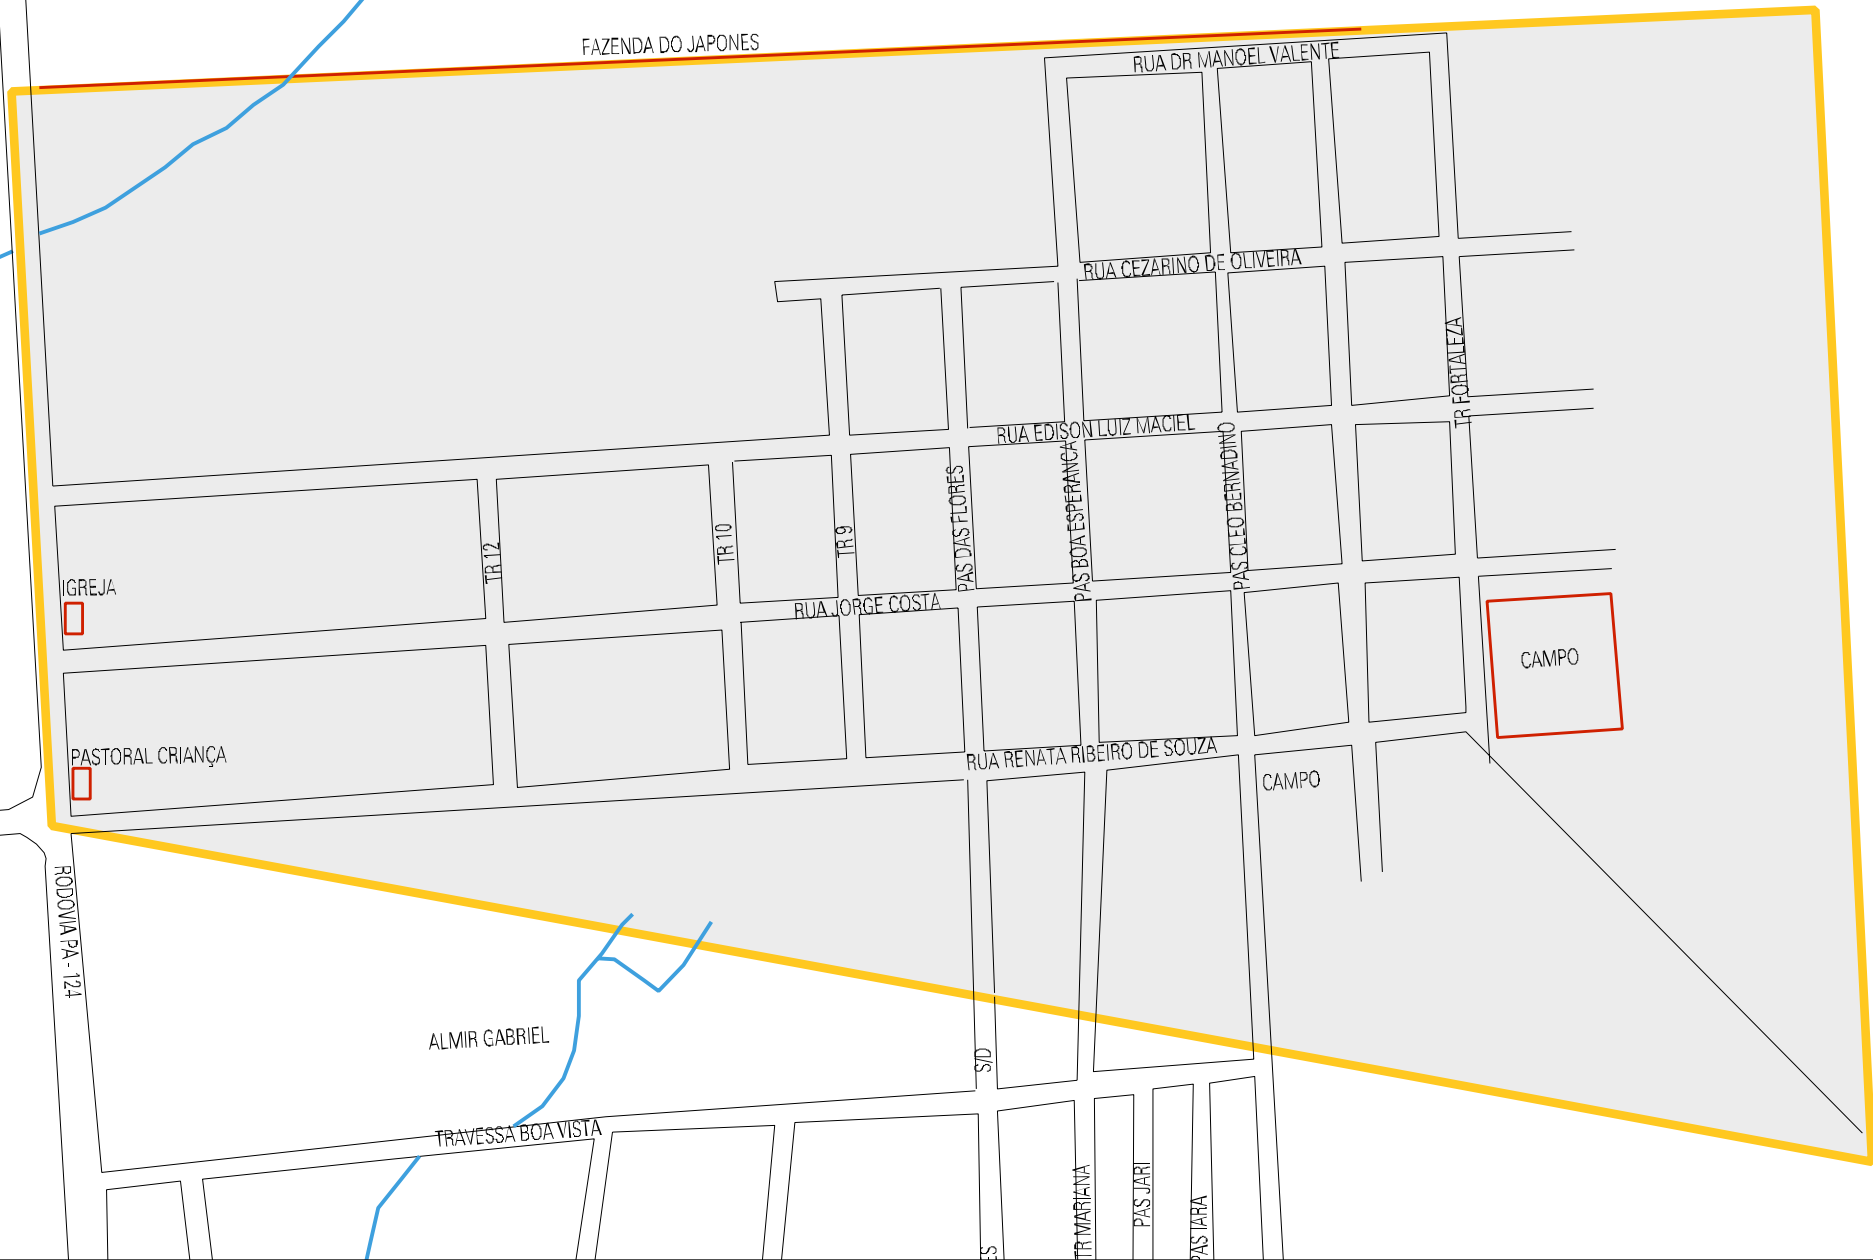 FAZENDA DO JAPONES
RUA DR MANOEL VALENTE
RUA CEZARINO DE OLIVEIRA
TR FORTALEZA
RUA EDISON LUIZ MACIEL
PAS DAS FLORES
PAS BOA ESPERANCA
PAS CLEO BERNADINO
TR 12
TR 10
TR 9
IGREJA
RUA JORGE COSTA
CAMPO
PASTORAL CRIANÇA
RUA RENATA RIBEIRO DE SOUZA
CAMPO
RODOVIA PA - 124
ALMIR GABRIEL
S/D
TRAVESSA BOA VISTA
TR MARIANA
PAS JARI
PAS IARA
ES